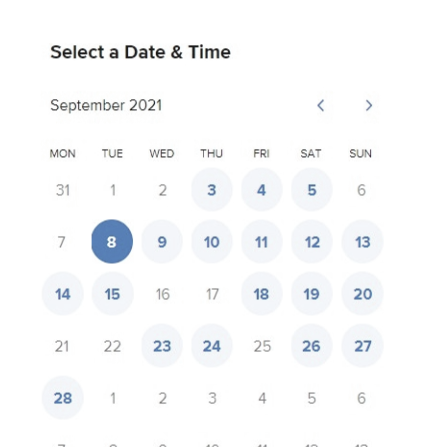 Select a Date & Time
September 2021
MON TUE WED THU FRI SAT SUN
31 1 2 3 4 5 6
7 8 9 10 11 12 13
14 15 16 17 18 19 20
21 22 23 24 25 26 27
28 1 2 3 4 5 6